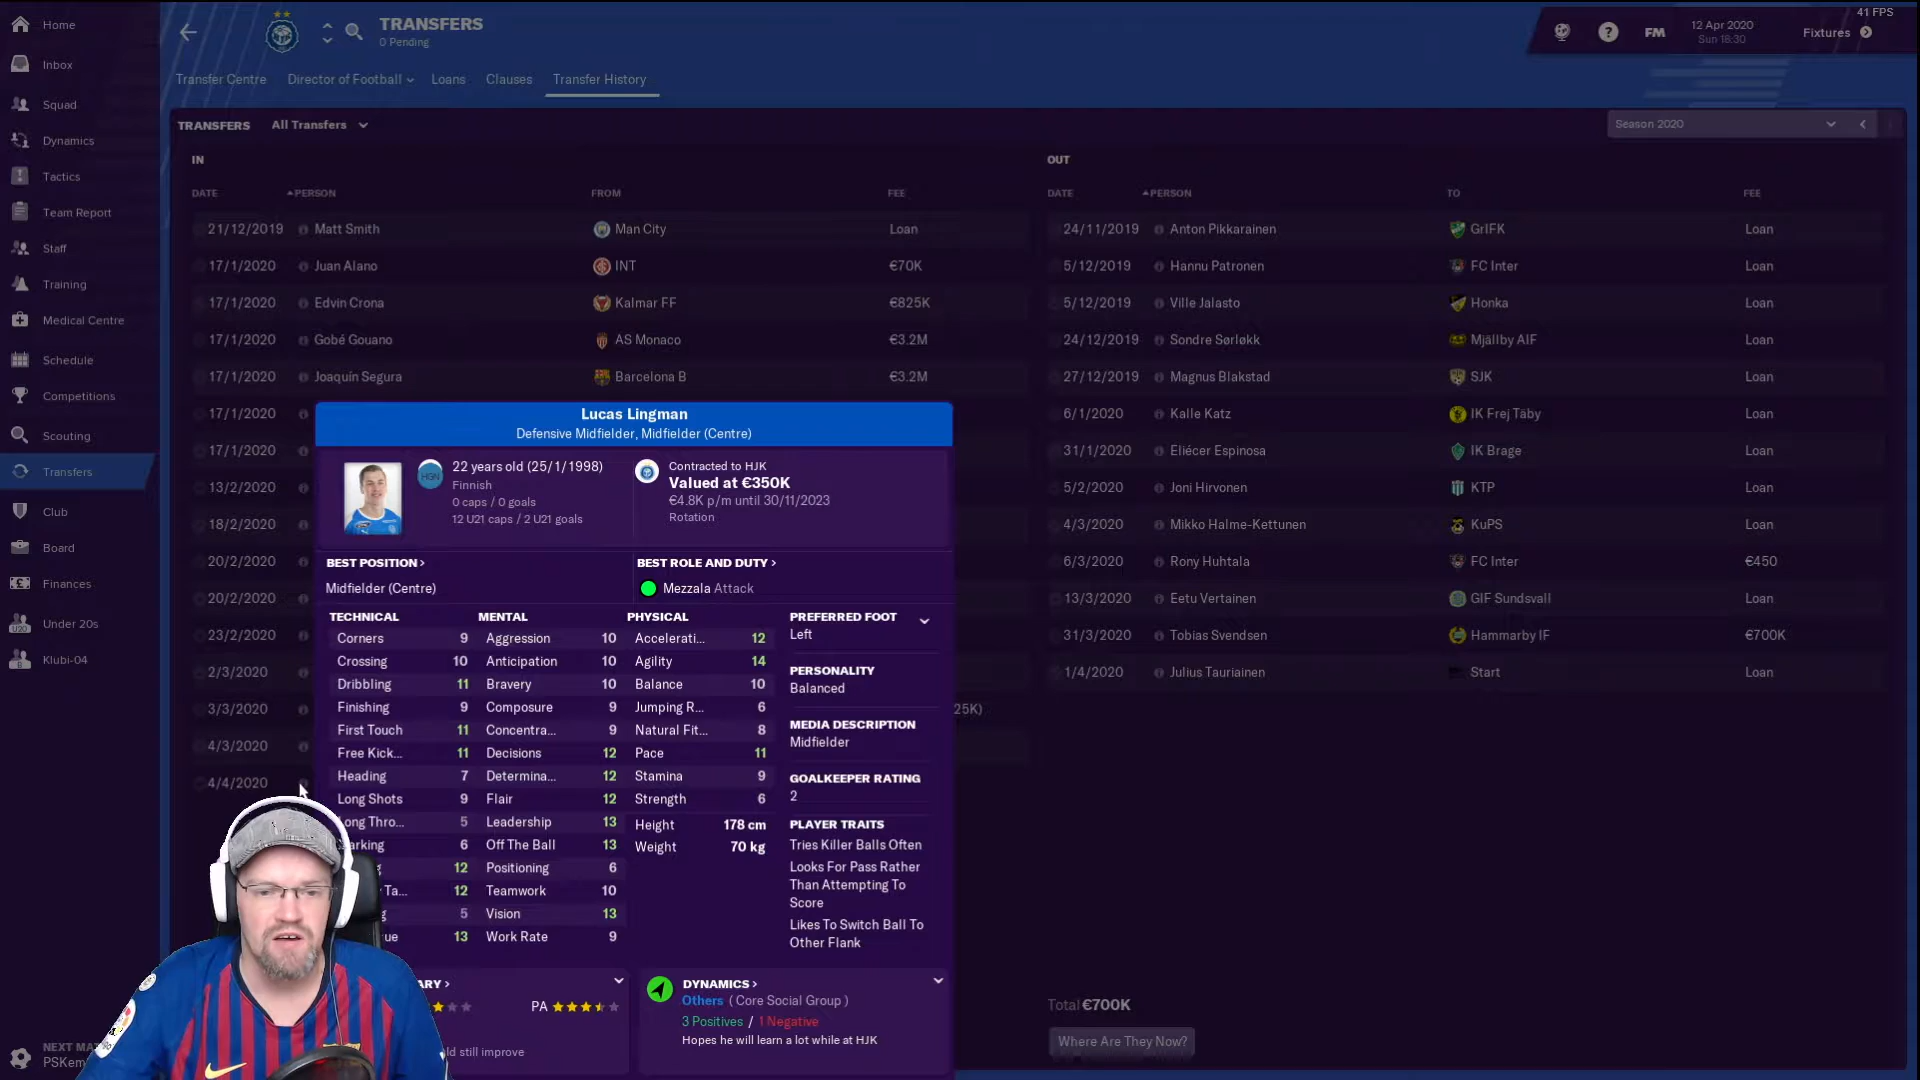 41 FPS
TRANSFERS
0 Pending
12 Apr 2020
Sun 18:30
FM
Fixtures
Home
Inbox
Squad
Dynamics
Tactics
Team Report
Staff
Training
Medical Centre
Schedule
Competitions
Scouting
Transfers
Club
Board
Finances
Under 20s
Klubi-04
NEXT MA
PSKem
Transfer Centre Director of Football Loans Clauses Transfer History
TRANSFERS All Transfers
Season 2020
IN
DATE PERSON FROM FEE
21/12/2019 Matt Smith Man City Loan
17/1/2020 Juan Alano INT €70K
17/1/2020 Edvin Crona Kalmar FF €825K
17/1/2020 Gobé Gouano AS Monaco €3.2M
17/1/2020 Joaquín Segura Barcelona B €3.2M
17/1/2020
17/1/2020
13/2/2020
18/2/2020
20/2/2020
20/2/2020
23/2/2020
2/3/2020
3/3/2020 25K)
4/3/2020
4/4/2020
OUT
DATE PERSON TO FEE
24/11/2019 Anton Pikkarainen GrIFK Loan
5/12/2019 Hannu Patronen FC Inter Loan
5/12/2019 Ville Jalasto Honka Loan
24/12/2019 Sondre Sørløkk Mjällby AIF Loan
27/12/2019 Magnus Blakstad SJK Loan
6/1/2020 Kalle Katz IK Frej Täby Loan
31/1/2020 Eliécer Espinosa IK Brage Loan
5/2/2020 Joni Hirvonen KTP Loan
4/3/2020 Mikko Halme-Kettunen KuPS Loan
6/3/2020 Rony Huhtala FC Inter €450
13/3/2020 Eetu Vertainen GIF Sundsvall Loan
31/3/2020 Tobias Svendsen Hammarby IF €700K
1/4/2020 Julius Tauriainen Start Loan
Total €700K
Where Are They Now?
Lucas Lingman
Defensive Midfielder, Midfielder (Centre)
HGN
22 years old (25/1/1998)
Finnish
0 caps / 0 goals
12 U21 caps / 2 U21 goals
Contracted to HJK
Valued at €350K
€4.8K p/m until 30/11/2023
Rotation
BEST POSITION>
Midfielder (Centre)
BEST ROLE AND DUTY >
Mezzala Attack
TECHNICAL
Corners 9
Crossing 10
Dribbling 11
Finishing 9
First Touch 11
Free Kick... 11
Heading 7
Long Shots 9
ong Thro... 5
arking 6
g 12
Ta... 12
g 5
ue 13
MENTAL
Aggression 10
Anticipation 10
Bravery 10
Composure 9
Concentra... 9
Decisions 12
Determina... 12
Flair 12
Leadership 13
Off The Ball 13
Positioning 6
Teamwork 10
Vision 13
Work Rate 9
PHYSICAL
Accelerati... 12
Agility 14
Balance 10
Jumping R... 6
Natural Fit... 8
Pace 11
Stamina 9
Strength 6
Height 178 cm
Weight 70 kg
PREFERRED FOOT
Left
PERSONALITY
Balanced
MEDIA DESCRIPTION
Midfielder
GOALKEEPER RATING
2
PLAYER TRAITS
Tries Killer Balls Often
Looks For Pass Rather
Than Attempting To
Score
Likes To Switch Ball To
Other Flank
ARY >
PA
ld still improve
DYNAMICS >
Others ( Core Social Group )
3 Positives / 1 Negative
Hopes he will learn a lot while at HJK